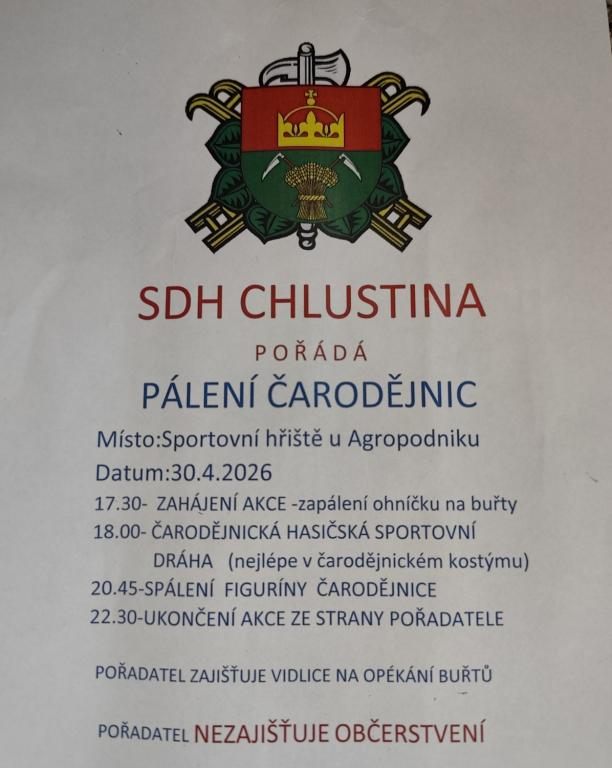 SDH CHLUSTINA
POŘÁDÁ
PÁLENÍ ČARODĚJNIC
Místo:Sportovní hřiště u Agropodniku
Datum:30.4.2026
17.30- ZAHÁJENÍ AKCE -zapálení ohníčku na buřty
18.00- ČARODĚJNICKÁ HASIČSKÁ SPORTOVNÍ
DRÁHA (nejlépe v čarodějnickém kostýmu)
20.45-SPÁLENÍ FIGURÍNY ČARODĚJNICE
22.30-UKONČENÍ AKCE ZE STRANY POŘADATELE
POŘADATEL ZAJIŠŤUJE VIDLICE NA OPÉKÁNÍ BUŘTŮ
POŘADATEL NEZAJIŠŤUJE OBČERSTVENÍ